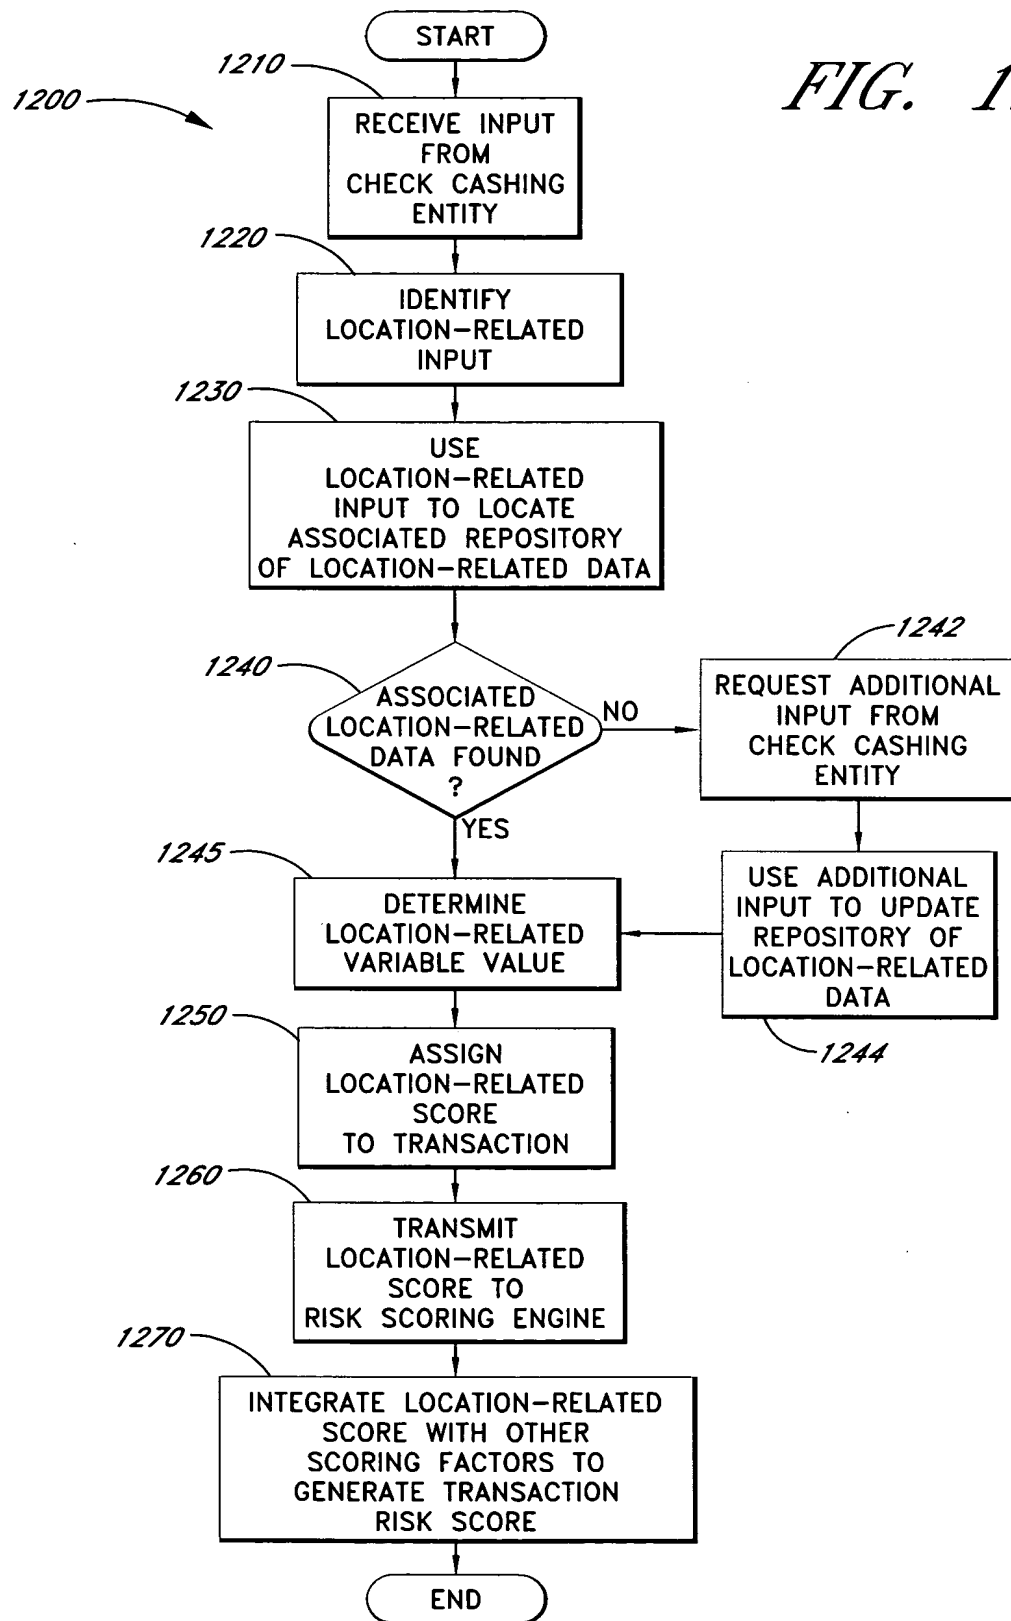 START
FIG. 1
1200
1210
RECEIVE INPUT
FROM
CHECK CASHING
ENTITY
1220
IDENTIFY
LOCATION-RELATED
INPUT
1230
USE
LOCATION-RELATED
INPUT TO LOCATE
ASSOCIATED REPOSITORY
OF LOCATION-RELATED DATA
1240
ASSOCIATED
LOCATION-RELATED
DATA FOUND
?
NO
YES
1242
REQUEST ADDITIONAL
INPUT FROM
CHECK CASHING
ENTITY
USE ADDITIONAL
INPUT TO UPDATE
REPOSITORY OF
LOCATION-RELATED
DATA
1244
1245
DETERMINE
LOCATION-RELATED
VARIABLE VALUE
1250
ASSIGN
LOCATION-RELATED
SCORE
TO TRANSACTION
1260
TRANSMIT
LOCATION-RELATED
SCORE TO
RISK SCORING ENGINE
1270
INTEGRATE LOCATION-RELATED
SCORE WITH OTHER
SCORING FACTORS TO
GENERATE TRANSACTION
RISK SCORE
END